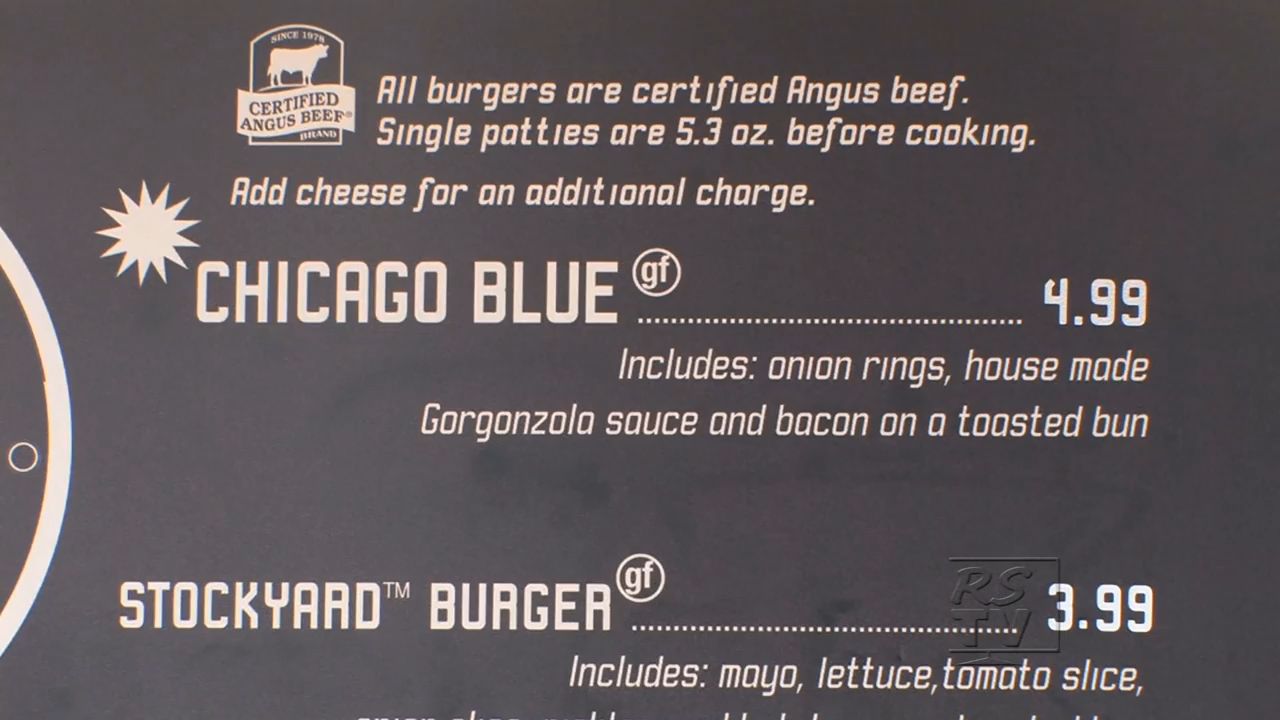 SINCE 1978
CERTIFIED
ANGUS BEEF®
BRAND
All burgers are certified Angus beef.
Single patties are 5.3 oz. before cooking.
Add cheese for an additional charge.
CHICAGO BLUE gf ........................................ 4.99
Includes: onion rings, house made
Gorgonzola sauce and bacon on a toasted bun
STOCKYARD™ BURGER gf ........................................ 3.99
RS
TV
Includes: mayo, lettuce,tomato slice,